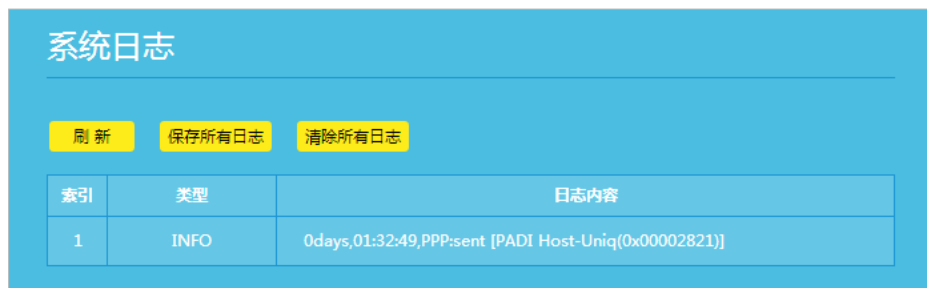 系统日志
刷 新 保存所有日志 清除所有日志
索引 类型 日志内容
1 INFO 0days,01:32:49,PPP:sent [PADI Host-Uniq(0x00002821)]